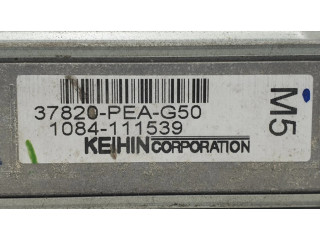 37820-PEA-G50
1084-111539
KEIHIN CORPORATION
M5